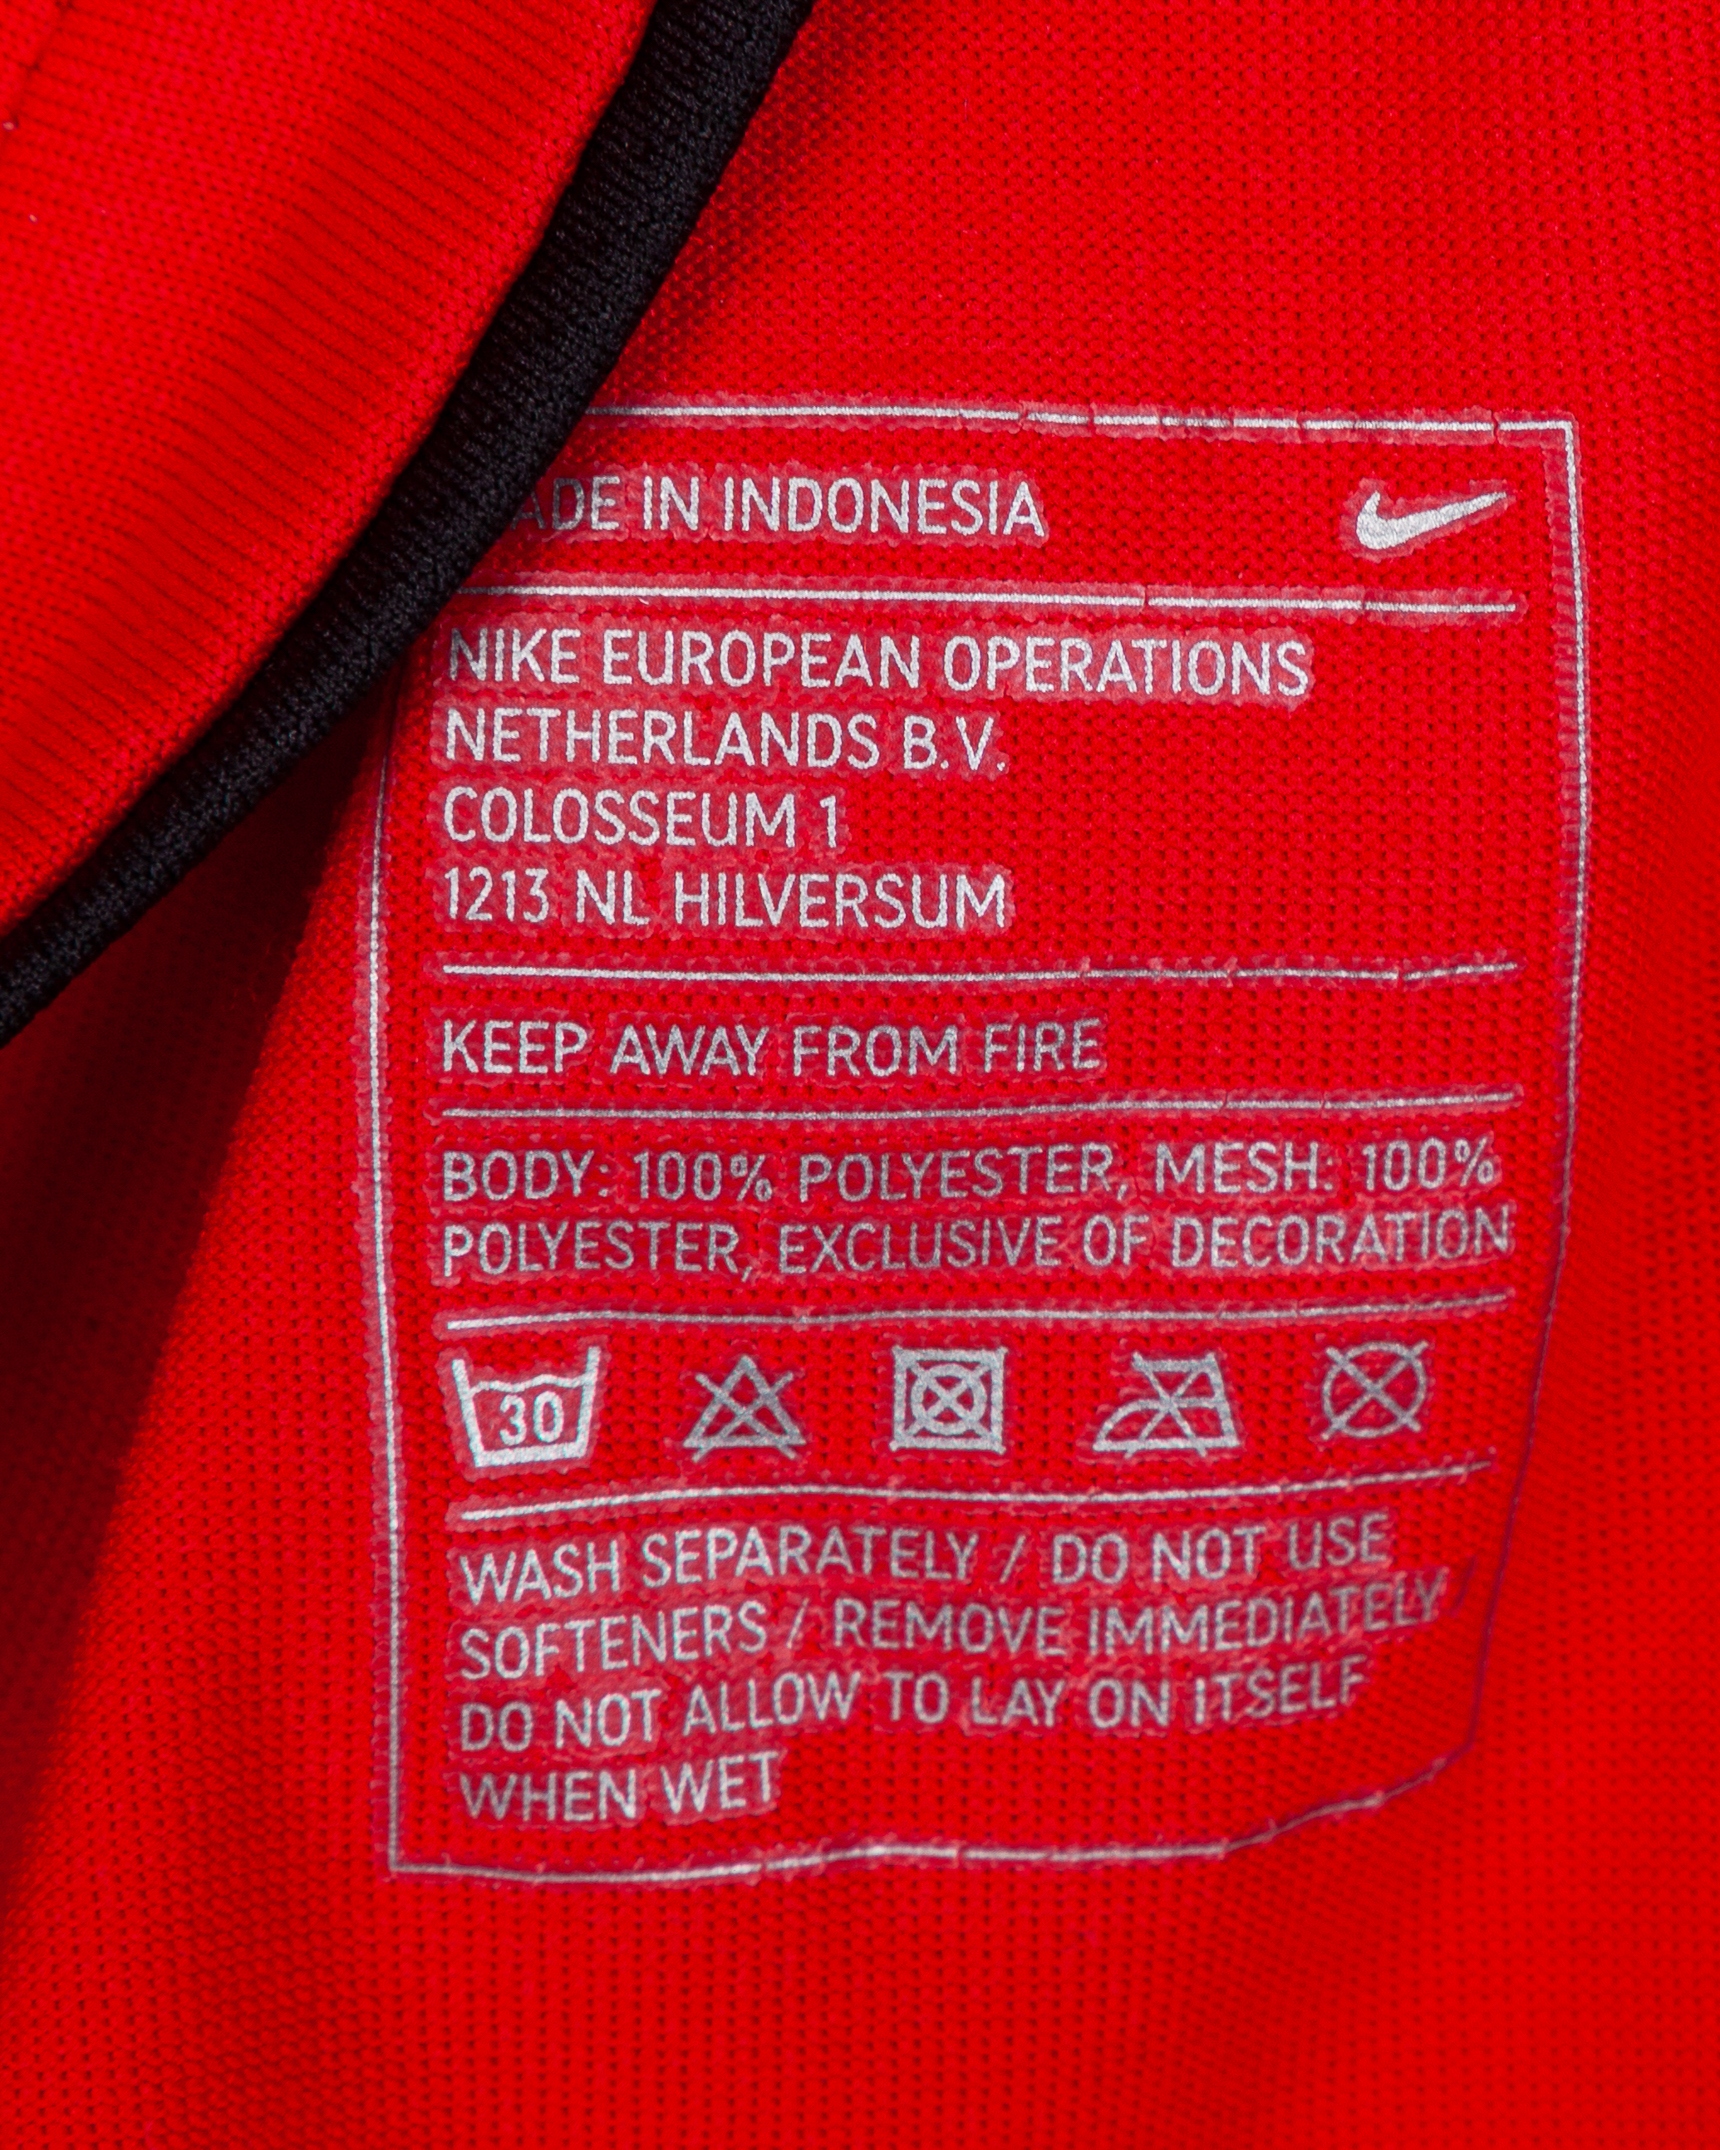 ADE IN INDONESIA
NIKE EUROPEAN OPERATIONS
NETHERLANDS B.V.
COLOSSEUM 1
1213 NL HILVERSUM
KEEP AWAY FROM FIRE
BODY: 100% POLYESTER, MESH: 100%
POLYESTER, EXCLUSIVE OF DECORATION
30
WASH SEPARATELY / DO NOT USE
SOFTENERS / REMOVE IMMEDIATELY /
DO NOT ALLOW TO LAY ON ITSELF
WHEN WET